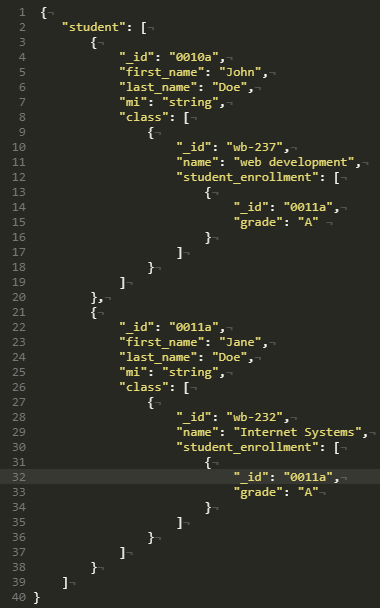 1 {
2 "student": [
3 {
4 "_id": "0010a",
5 "first_name": "John",
6 "last_name": "Doe",
7 "mi": "string",
8 "class": [
9 {
10 "_id": "wb-237",
11 "name": "web development",
12 "student_enrollment": [
13 {
14 "_id": "0011a",
15 "grade": "A"
16 }
17 ]
18 }
19 ]
20 },
21 {
22 "_id": "0011a",
23 "first_name": "Jane",
24 "last_name": "Doe",
25 "mi": "string",
26 "class": [
27 {
28 "_id": "wb-232",
29 "name": "Internet Systems",
30 "student_enrollment": [
31 {
32 "_id": "0011a",
33 "grade": "A"
34 }
35 ]
36 }
37 ]
38 }
39 ]
40 }